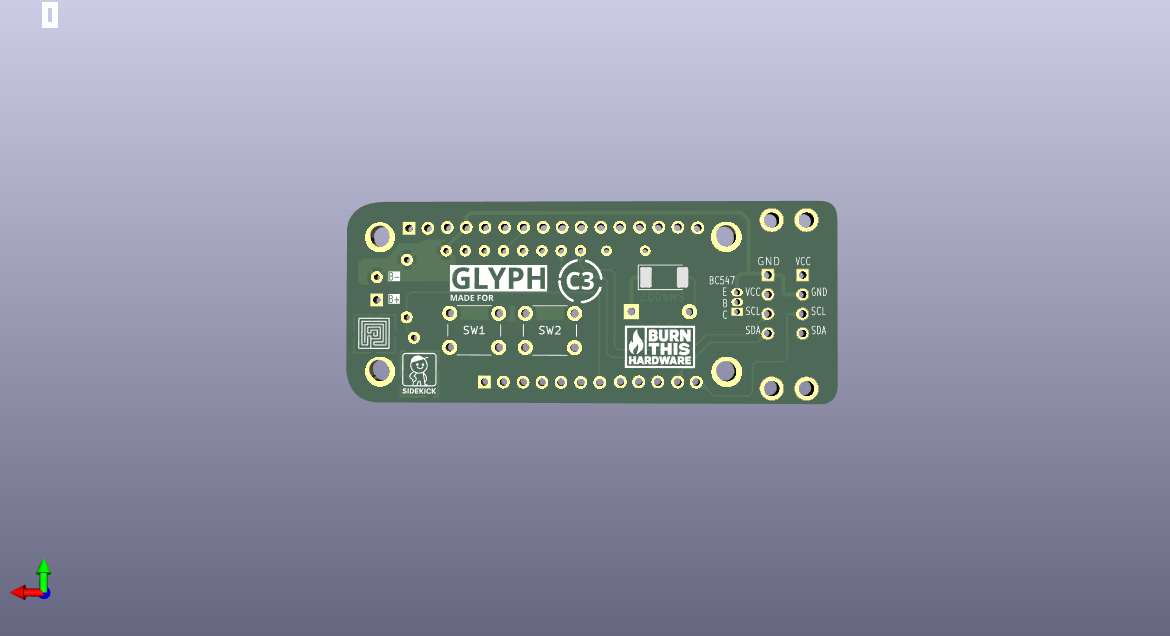 GND
VCC
B-
GLYPH
C3
BC547
E
VCC
GND
B+
MADE FOR
B
SM4007
C
SCL
SCL
SW1
SW2
BURN
THIS
HARDWARE
SDA
SDA
SIDEKICK